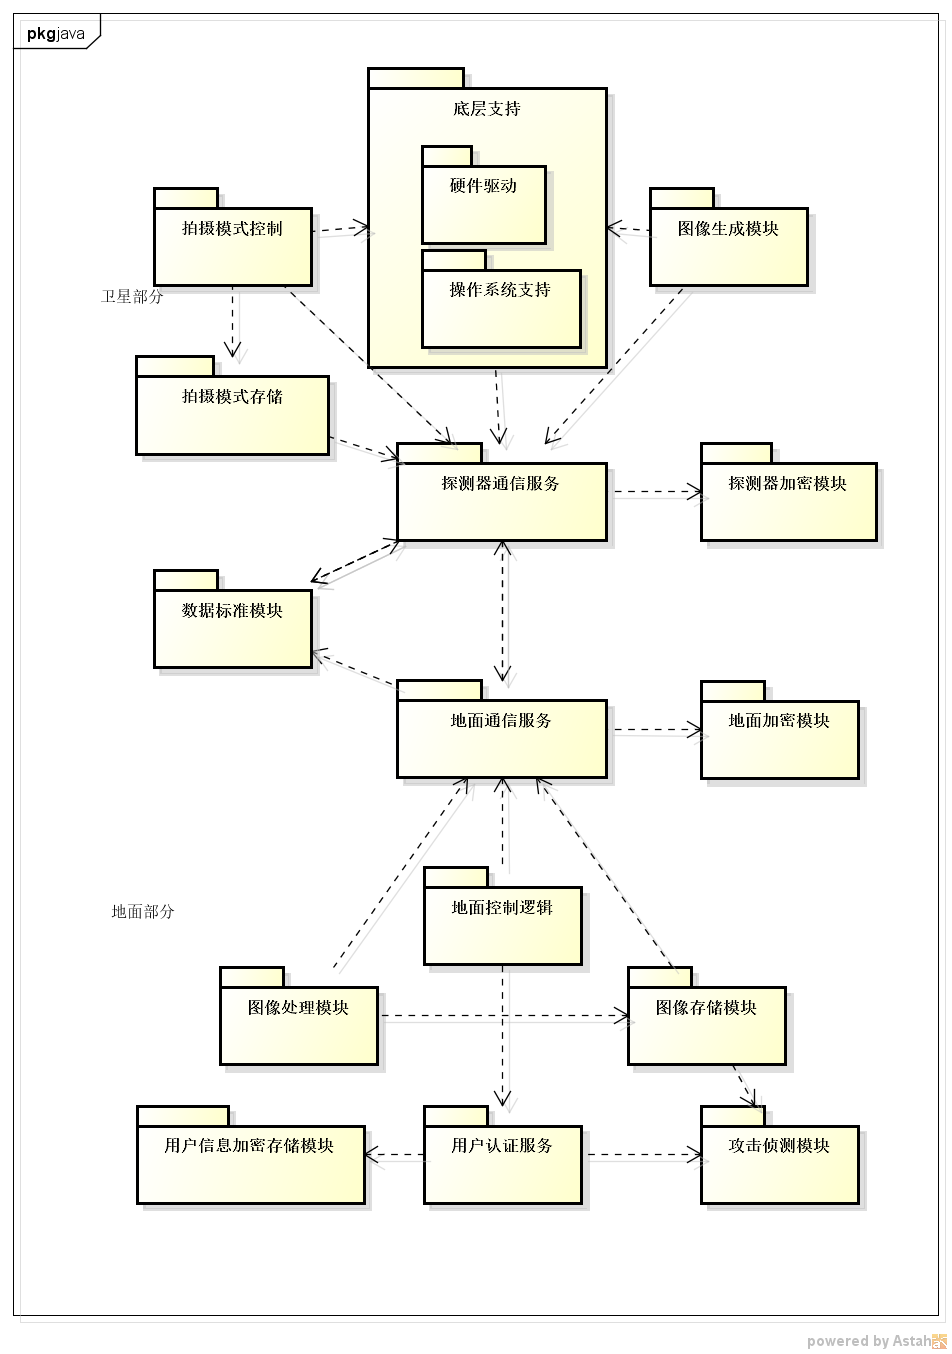 pkg java
底层支持
硬件驱动
拍摄模式控制
图像生成模块
操作系统支持
卫星部分
拍摄模式存储
探测器通信服务
探测器加密模块
数据标准模块
地面通信服务
地面加密模块
地面控制逻辑
地面部分
图像处理模块
图像存储模块
用户信息加密存储模块
用户认证服务
攻击侦测模块
powered by Astah